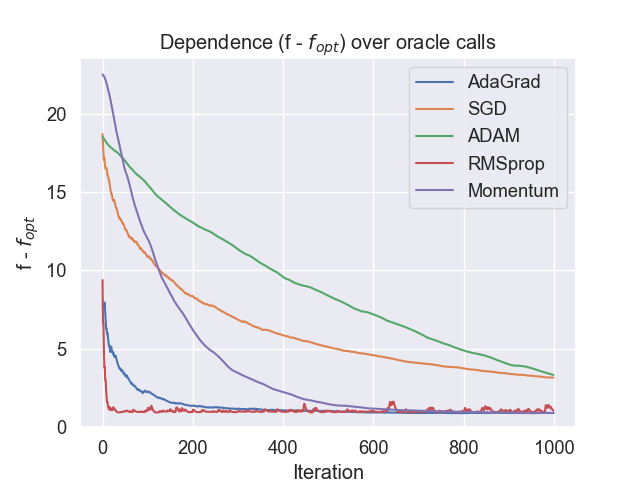 Dependence (f - f_opt) over oracle calls
AdaGrad
SGD
ADAM
RMSprop
Momentum
f - f_opt
20
15
10
5
0
0 200 400 600 800 1000
Iteration